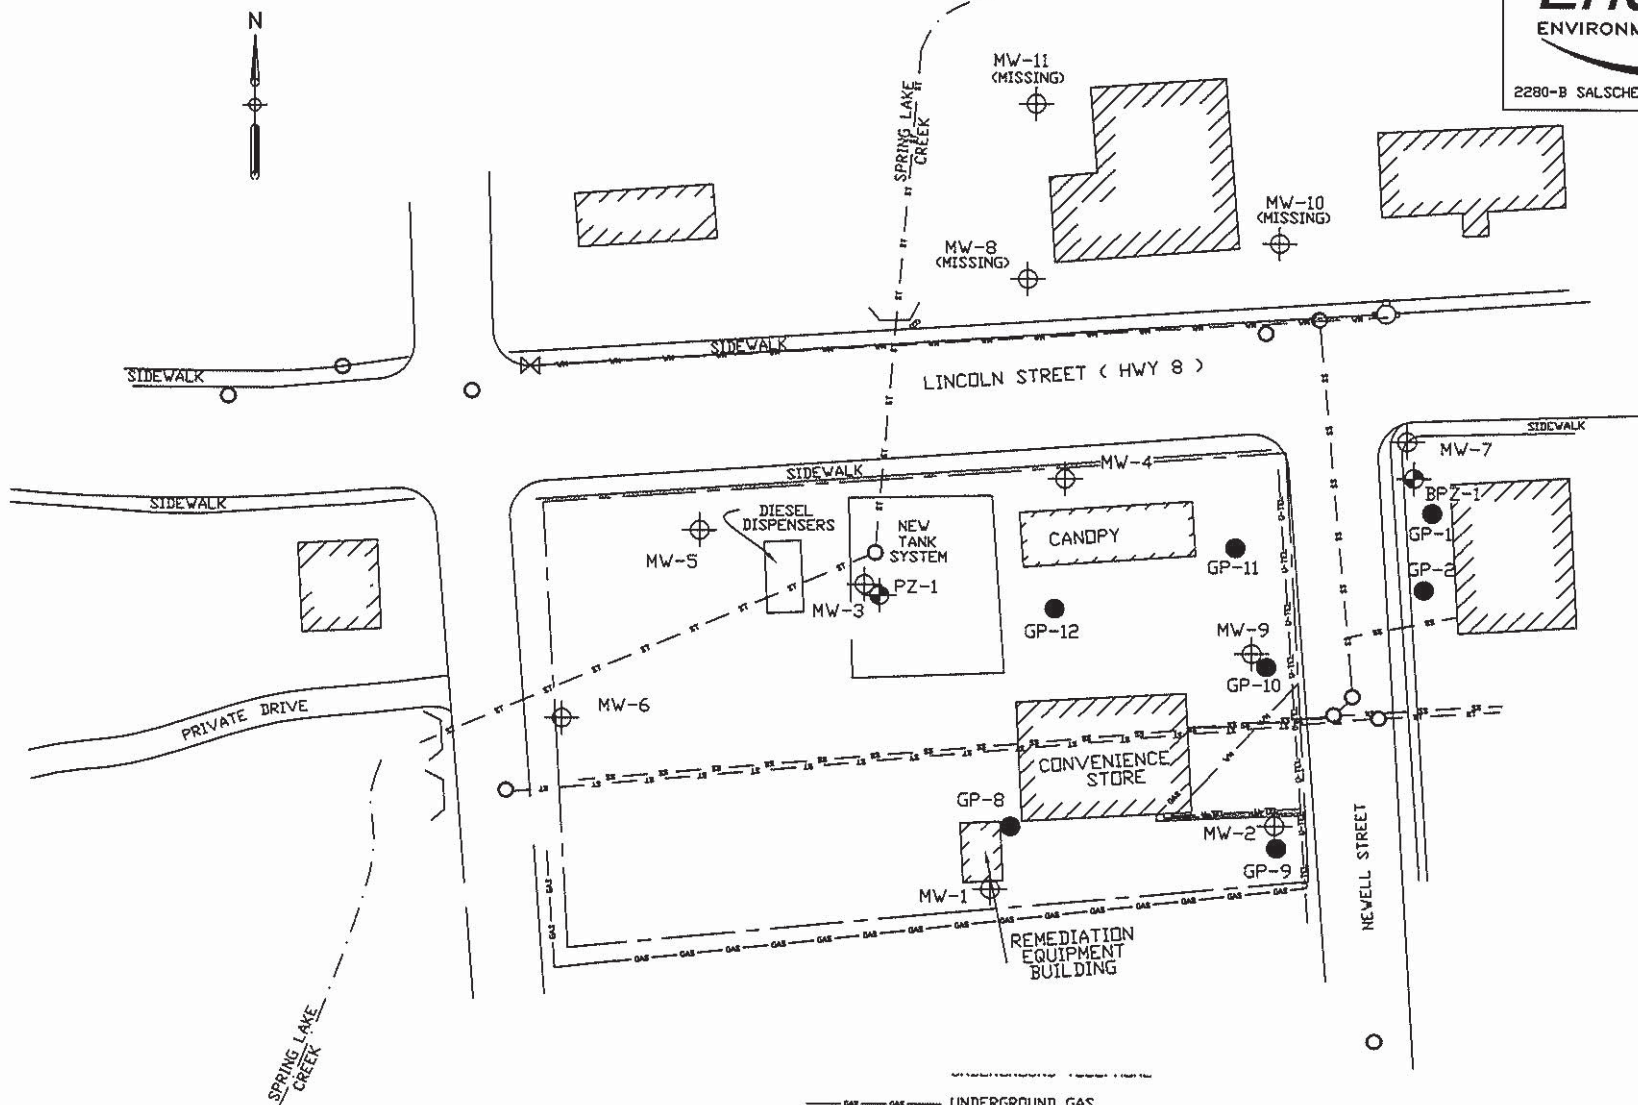 N
ENVIRONM
2280-B SALSCHE
MW-11
(MISSING)
SPRING LAKE
CREEK
MW-10
(MISSING)
MW-8
(MISSING)
SIDEWALK
SIDEWALK
LINCOLN STREET ( HWY 8 )
SIDEWALK
MW-7
SIDEWALK
SIDEWALK
MW-4
BPZ-1
DIESEL
DISPENSERS
NEW
TANK
SYSTEM
CANOPY
GP-1
MW-5
GP-11
GP-2
MW-3
PZ-1
GP-12
MW-9
GP-10
MW-6
PRIVATE DRIVE
CONVENIENCE
STORE
GP-8
MW-2
GP-9
MW-1
NEWELL STREET
REMEDIATION
EQUIPMENT
BUILDING
SPRING LAKE
CREEK
GAS GAS UNDERGROUND GAS